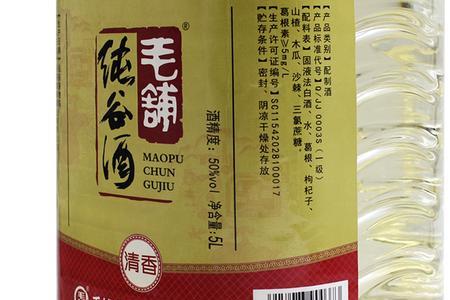 毛铺
纯谷酒
®
MAOPU
CHUN
GUJIU
清香
酒精度：50%vol 净含量：5L
【产品类别】配制酒
【产品标准代号】Q/JJ 0003S（一级）
【配料表】固液法白酒、水、葛根、枸杞子、
山楂、木瓜、沙棘、三氯蔗糖。
葛根素≥5mg/L
【生产许可证编号】SC11542028100017
【贮存条件】密封、阴凉干燥处存放